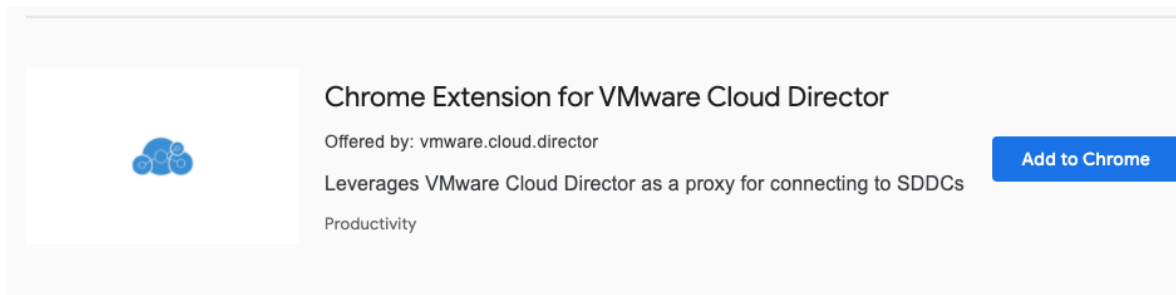 Chrome Extension for VMware Cloud Director
Offered by: vmware.cloud.director
Add to Chrome
Leverages VMware Cloud Director as a proxy for connecting to SDDCs
Productivity